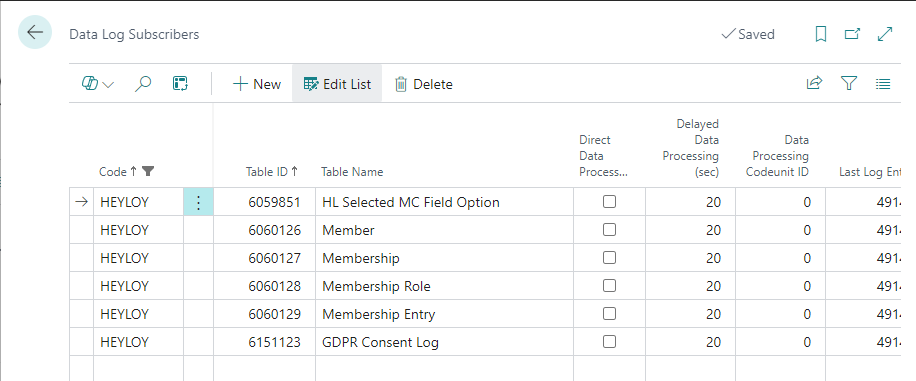 Data Log Subscribers
Saved
New
Edit List
Delete
Code
Table ID
Table Name
Direct
Data
Process...
Delayed
Data
Processing
(sec)
Data
Processing
Codeunit ID
Last Log Ent
HEYLOY 6059851 HL Selected MC Field Option 20 0 491
HEYLOY 6060126 Member 20 0 491
HEYLOY 6060127 Membership 20 0 491
HEYLOY 6060128 Membership Role 20 0 491
HEYLOY 6060129 Membership Entry 20 0 491
HEYLOY 6151123 GDPR Consent Log 20 0 491